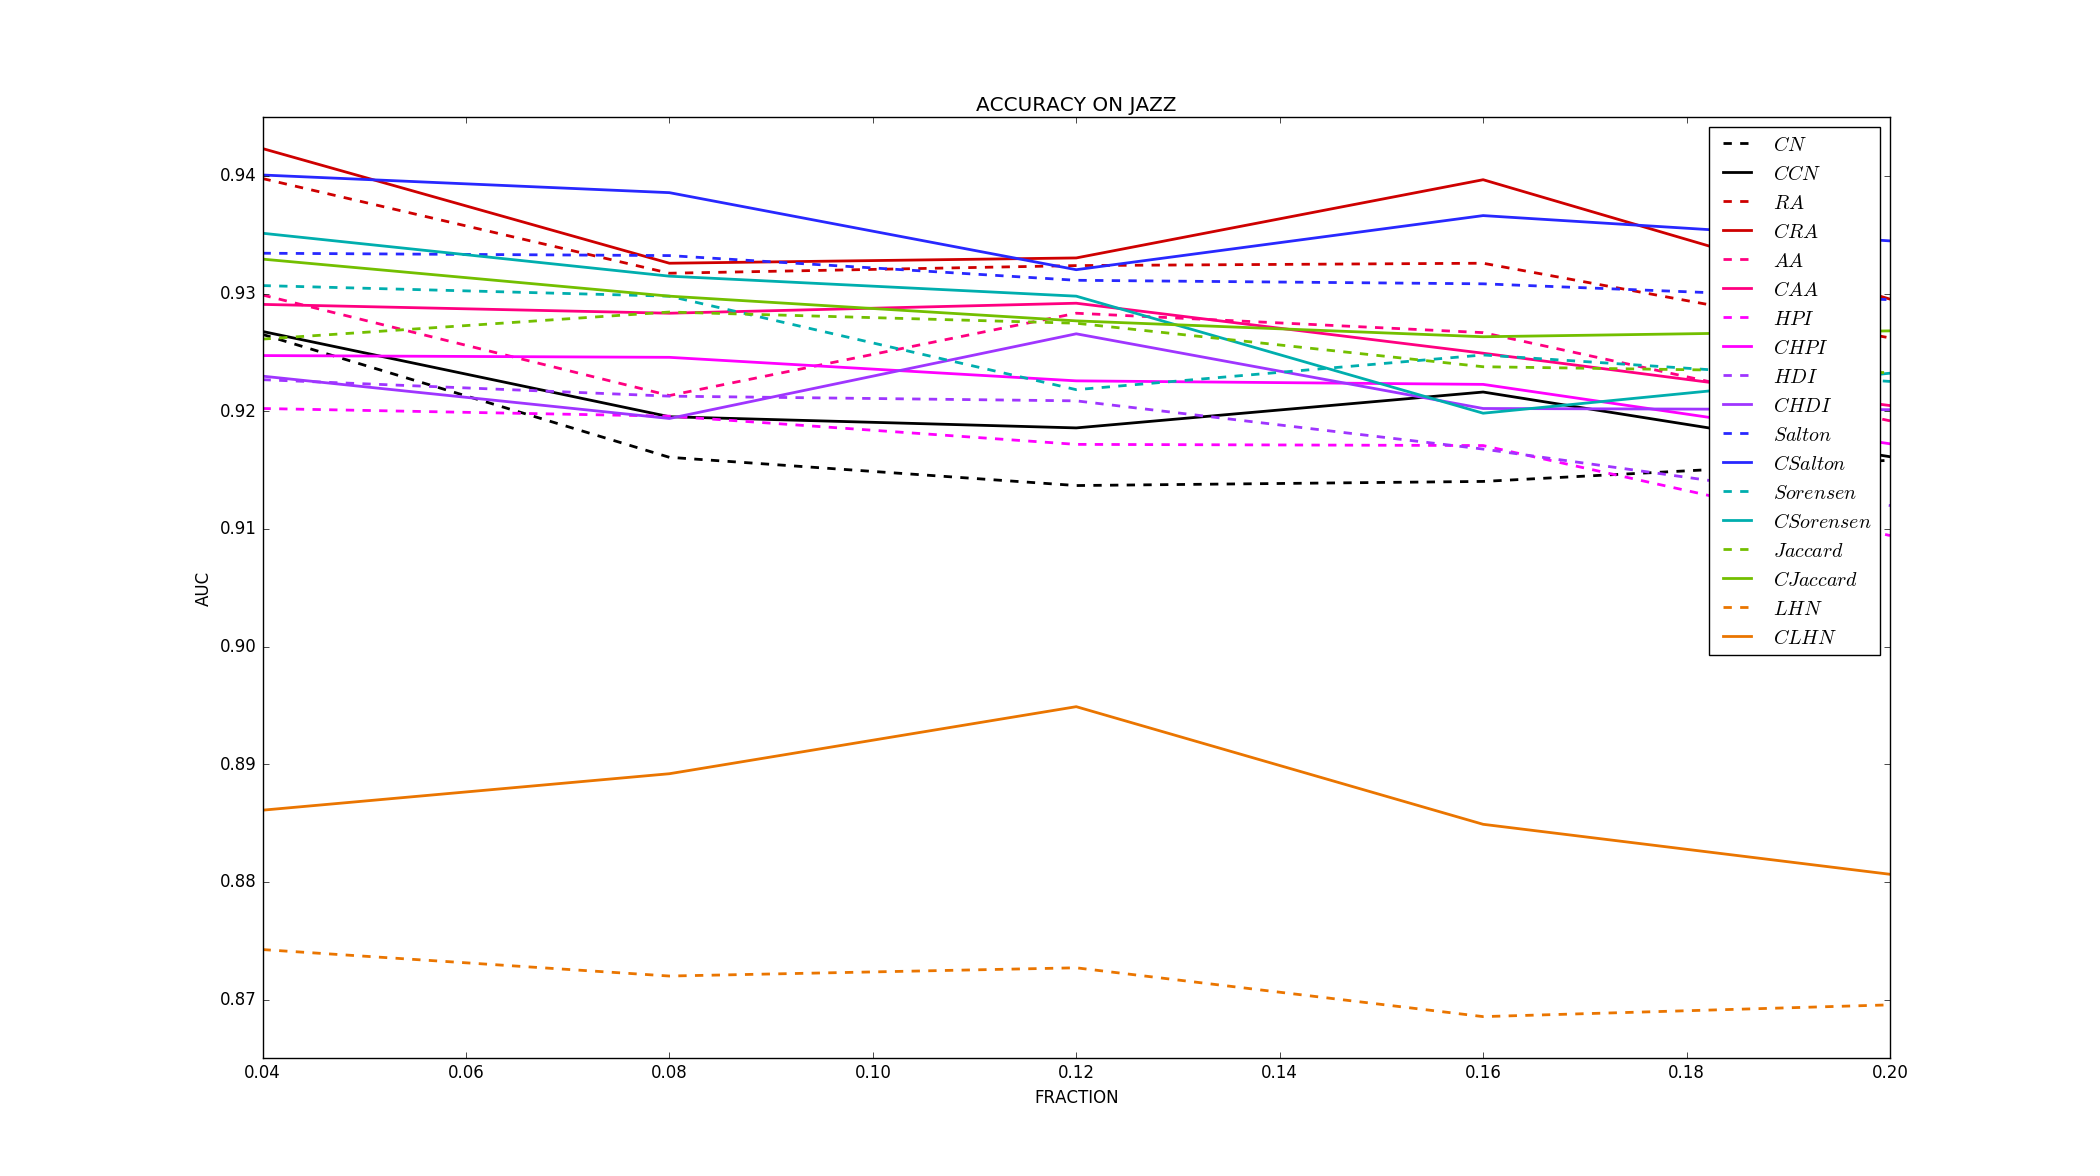 ACCURACY ON JAZZ
0.94
0.93
0.92
0.91
0.90
0.89
0.88
0.87
AUC
0.04
0.06
0.08
0.10
0.12
0.14
0.16
0.18
0.20
FRACTION
CN
CCN
RA
CRA
AA
CAA
HPI
CHPI
HDI
CHDI
Salton
CSalton
Sorensen
CSorensen
Jaccard
CJaccard
LHN
CLHN